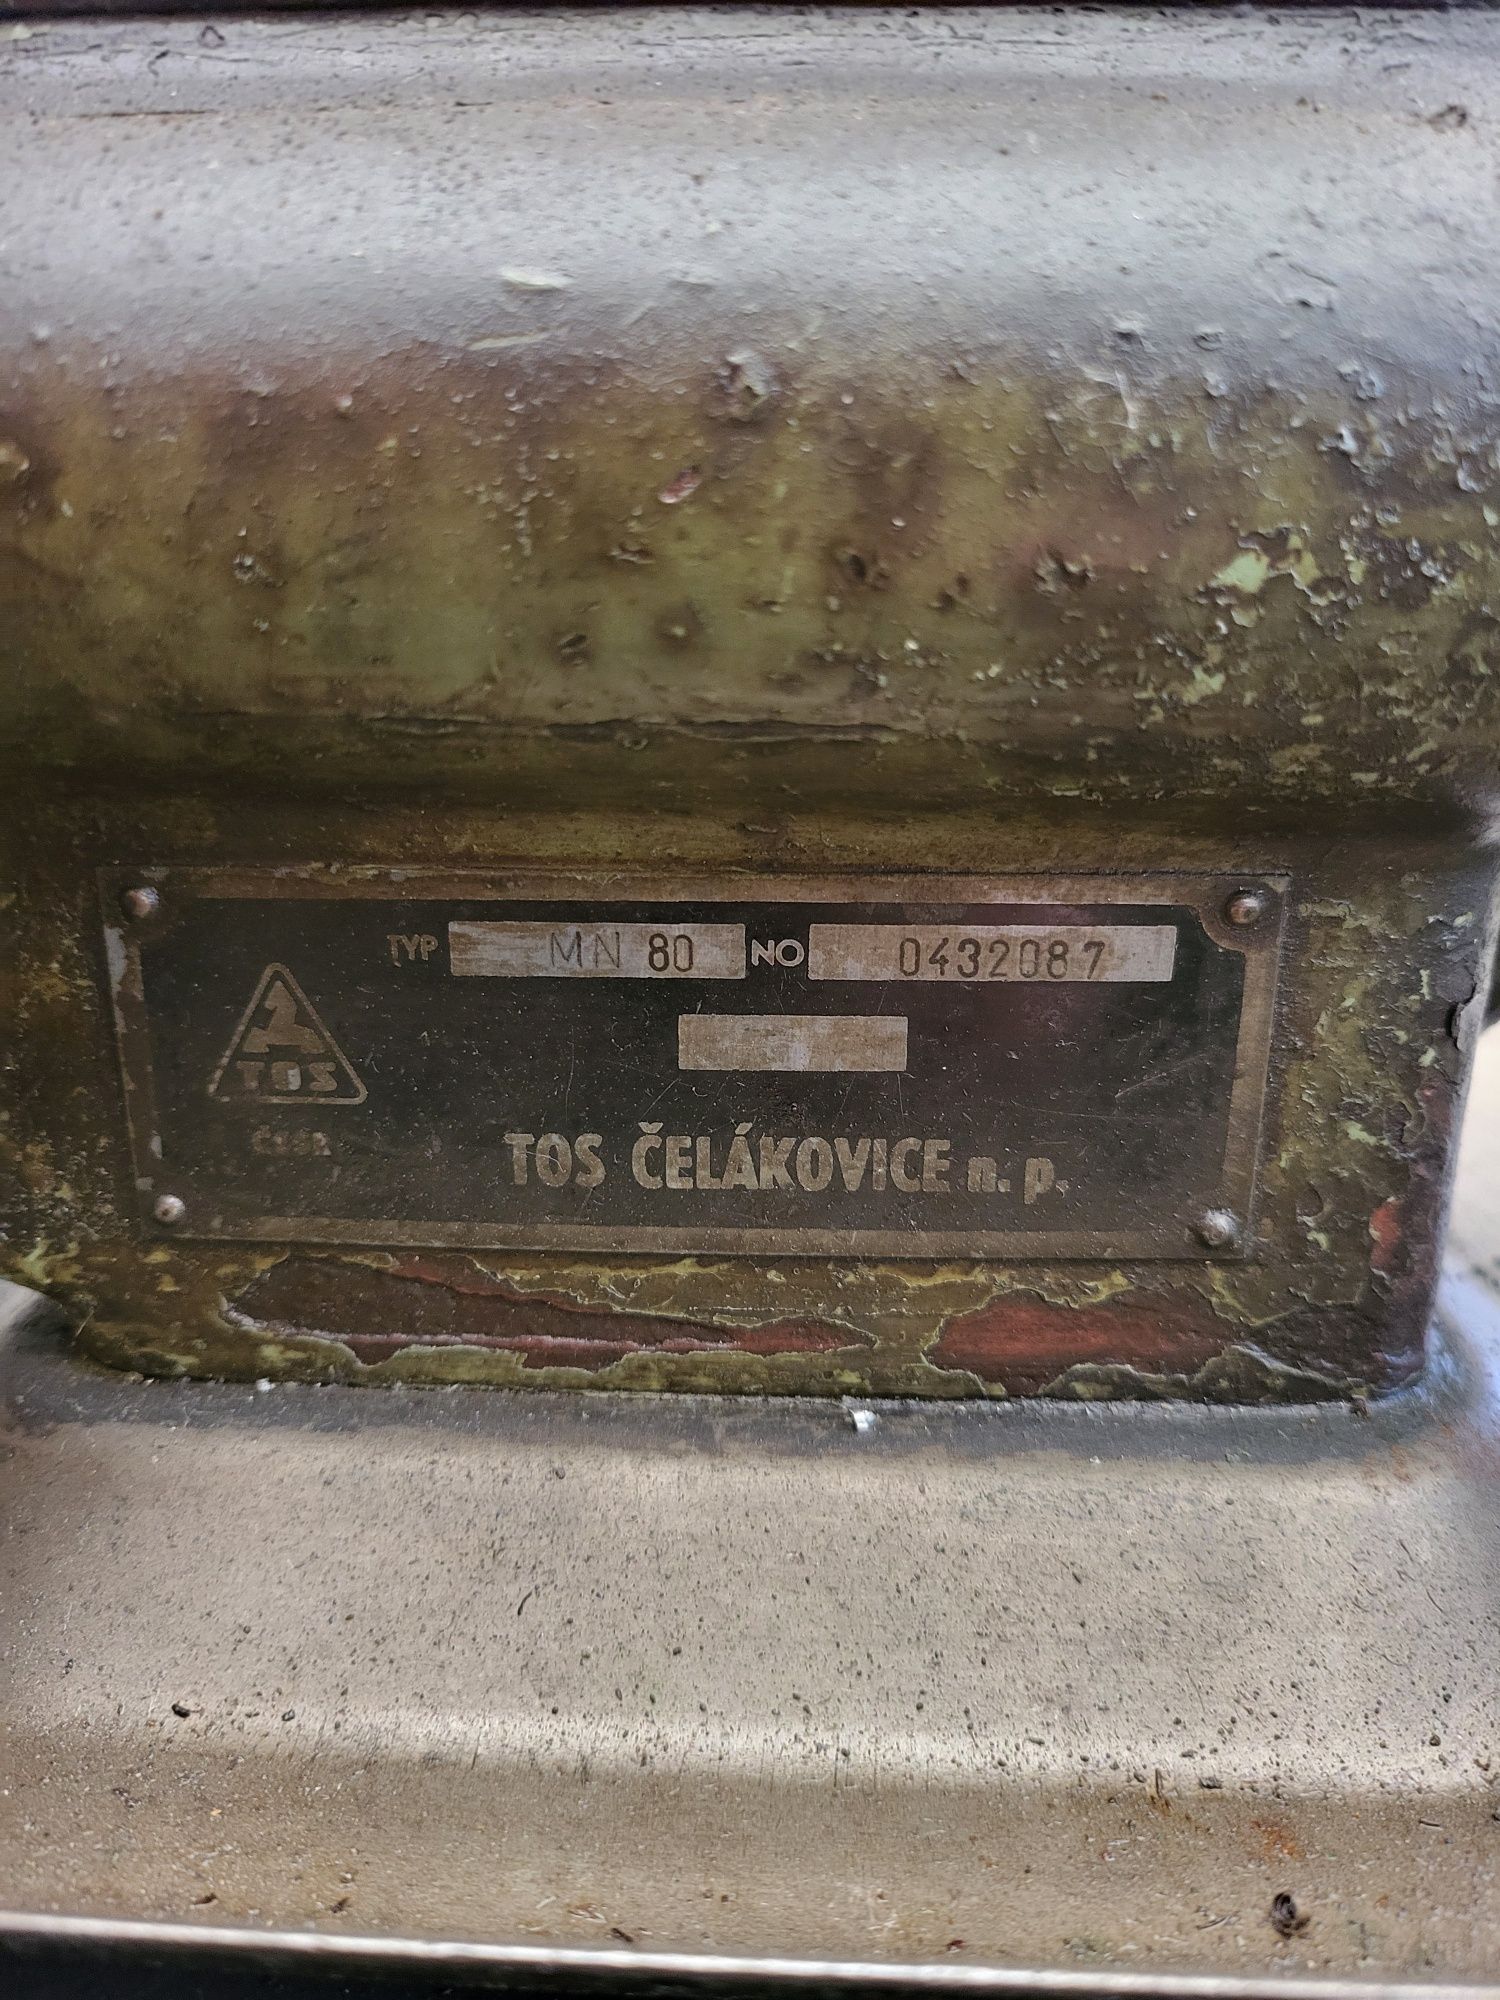 TYP MN 80 NO 0432087
TOS
TOS ČELÁKOVICE n. p.